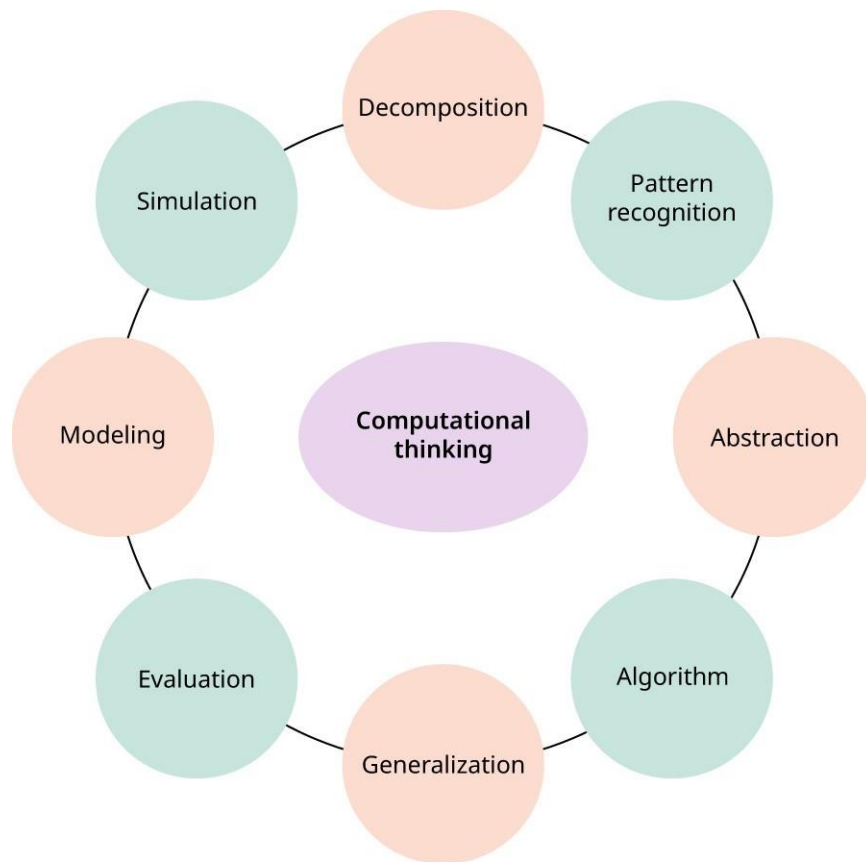 Decomposition
Pattern
recognition
Abstraction
Algorithm
Generalization
Evaluation
Modeling
Simulation
Computational
thinking